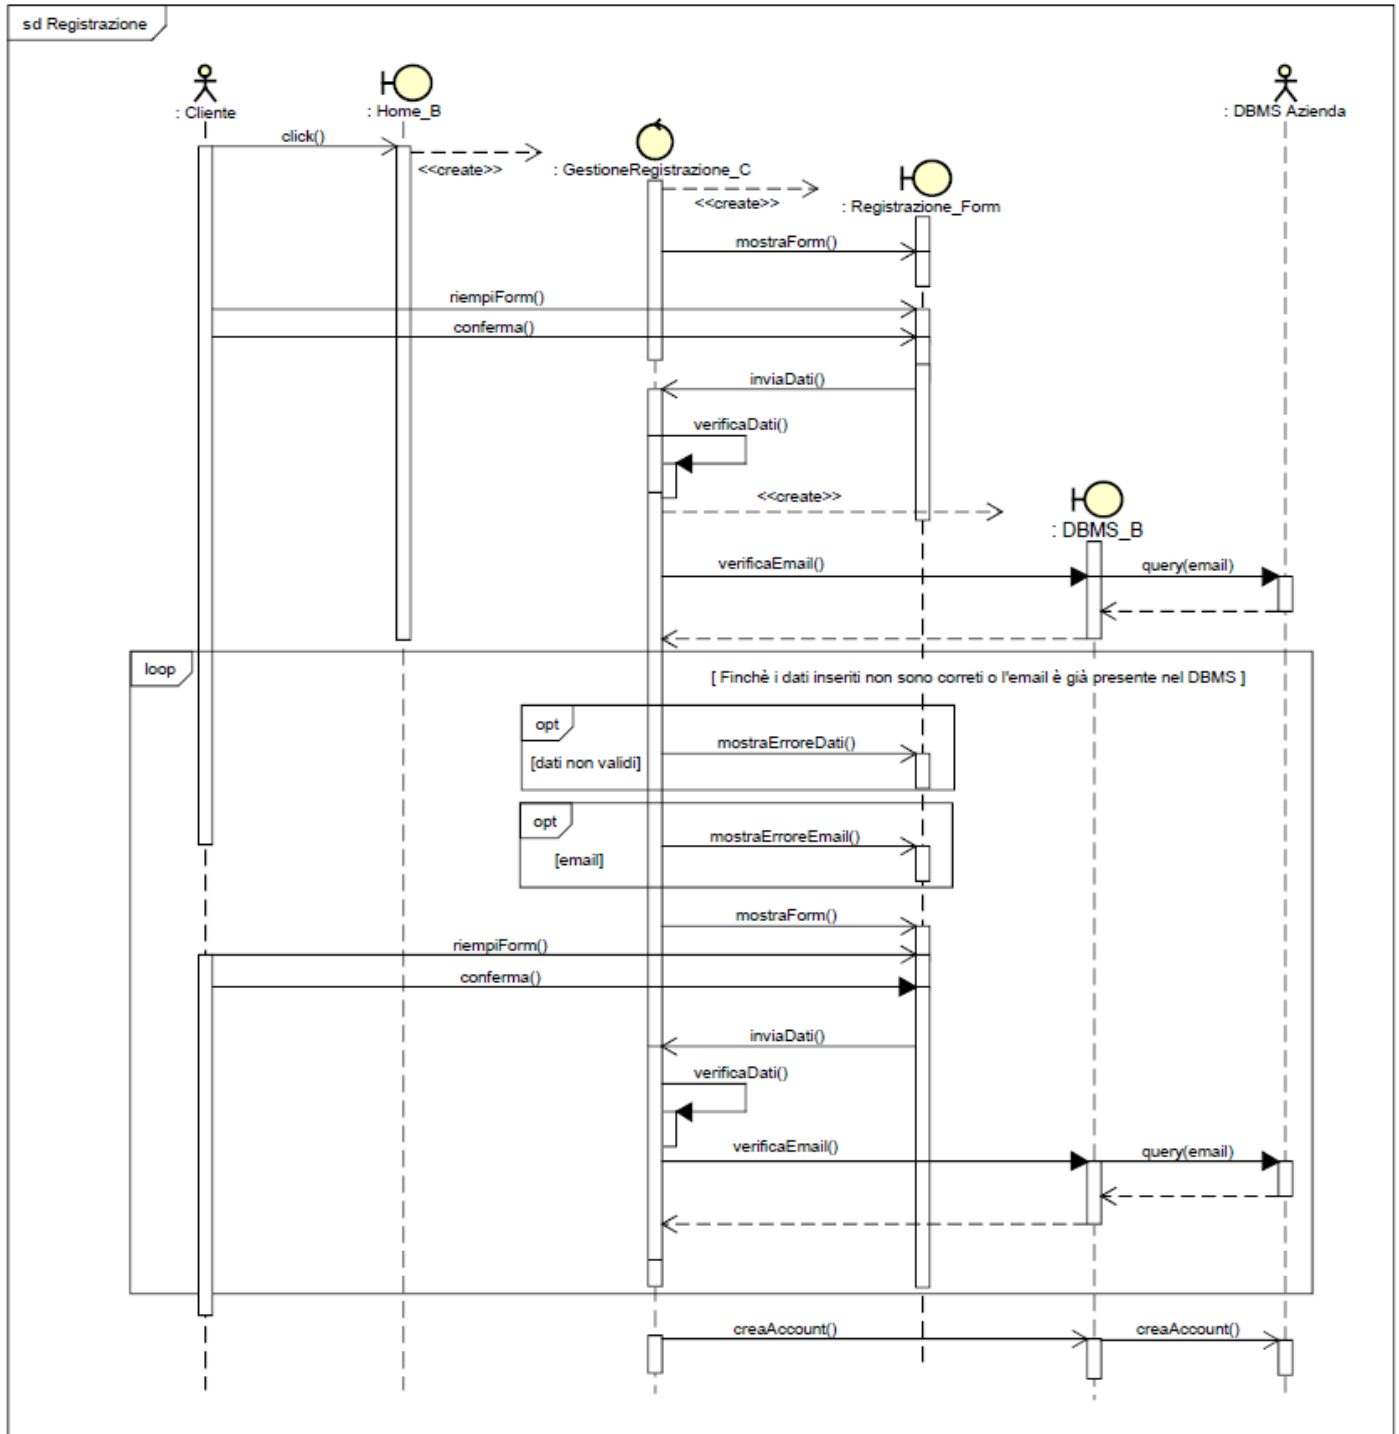 sd Registrazione
: Cliente
: Home_B
: DBMS Azienda
click()
<<create>>
: GestioneRegistrazione_C
<<create>>
: Registrazione_Form
mostraForm()
riempiForm()
conferma()
inviaDati()
verificaDati()
<<create>>
: DBMS_B
verificaEmail()
query(email)
loop
[ Finchè i dati inseriti non sono correti o l'email è già presente nel DBMS ]
opt
mostraErroreDati()
[dati non validi]
opt
mostraErroreEmail()
[email]
mostraForm()
riempiForm()
conferma()
inviaDati()
verificaDati()
verificaEmail()
query(email)
creaAccount()
creaAccount()